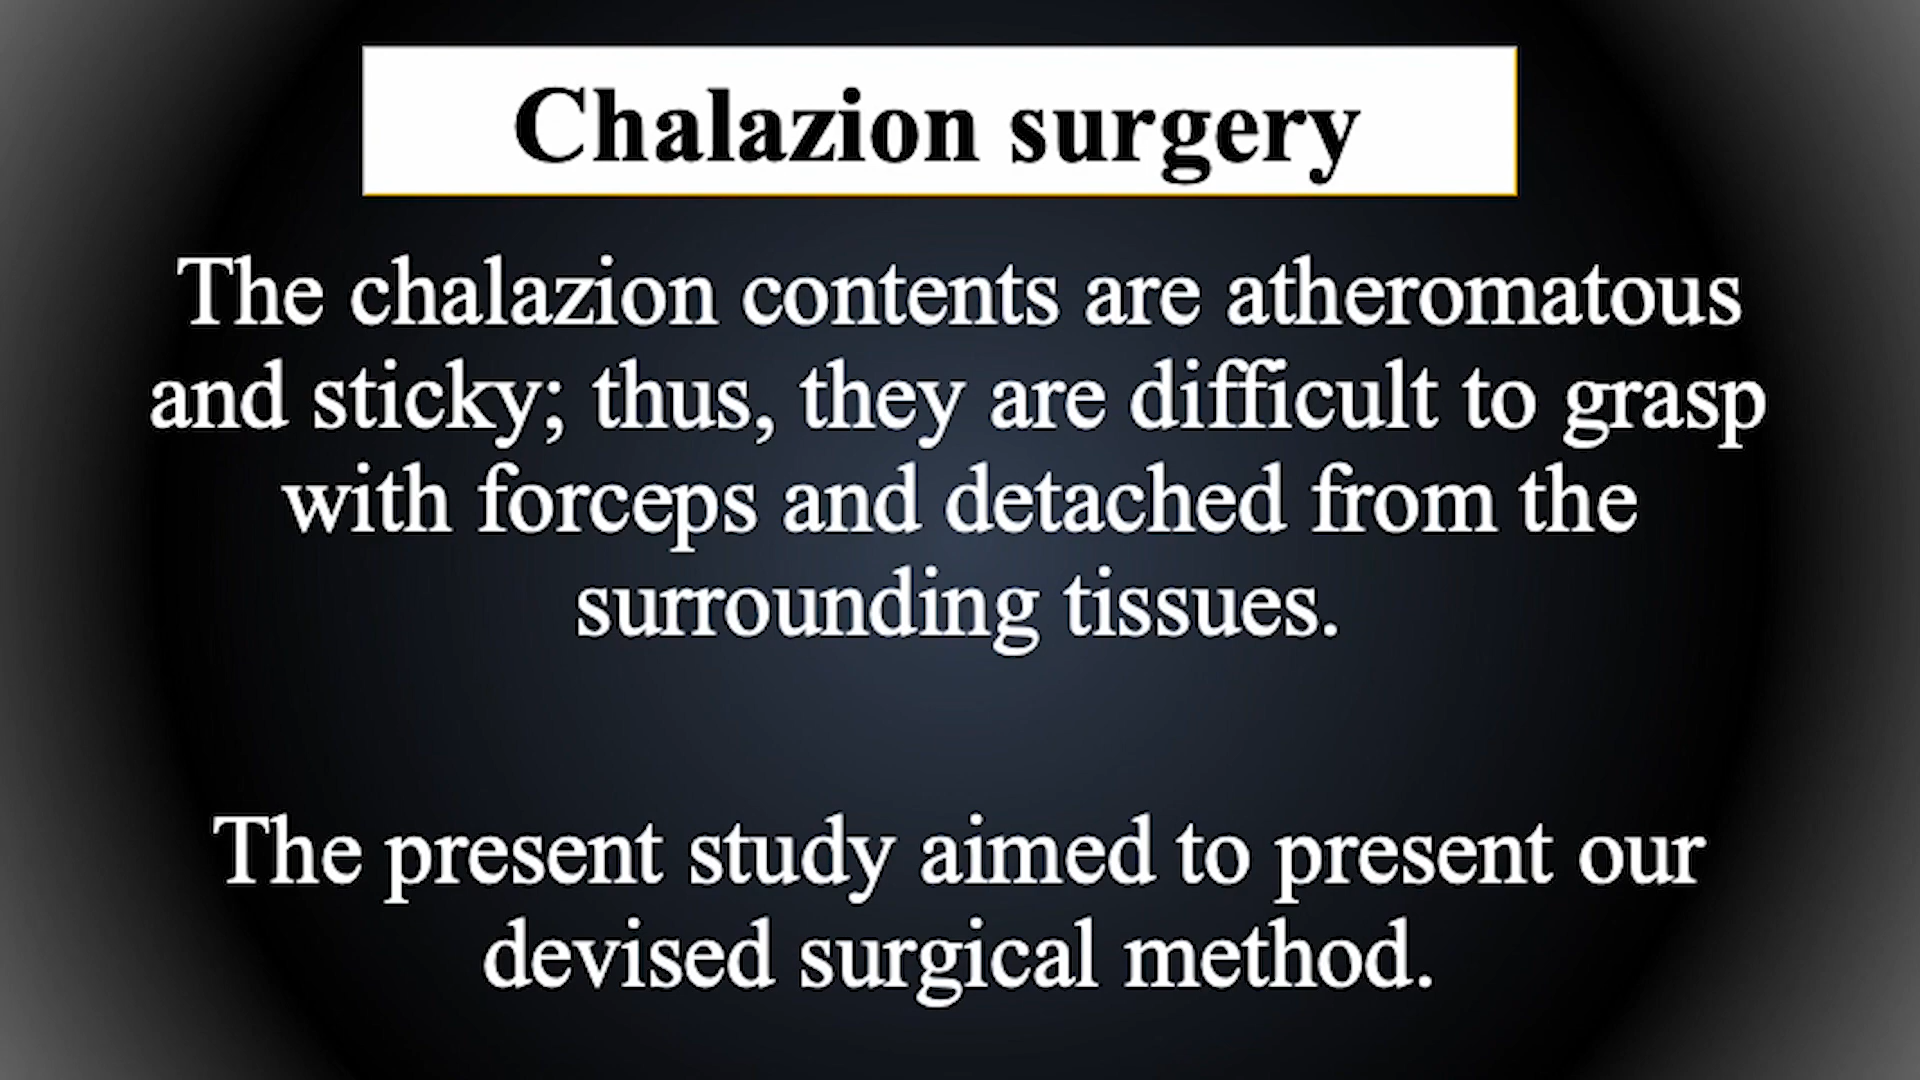 Chalazion surgery
The chalazion contents are atheromatous
and sticky; thus, they are difficult to grasp
with forceps and detached from the
surrounding tissues.
The present study aimed to present our
devised surgical method.